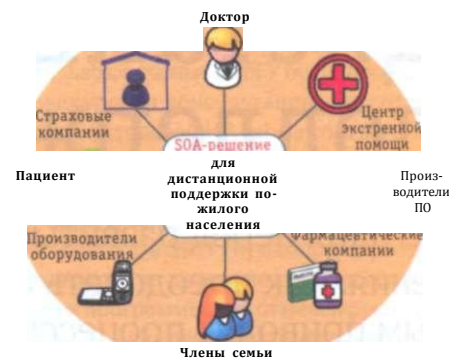 Доктор
Страховые
компании
Центр
экстренной
помощи
SOA-решение
для
дистанционной
поддержки по-
жилого
населения
Пациент
Произ-
водители
ПО
Производители
оборудования
Фармацевтические
компании
Члены семьи